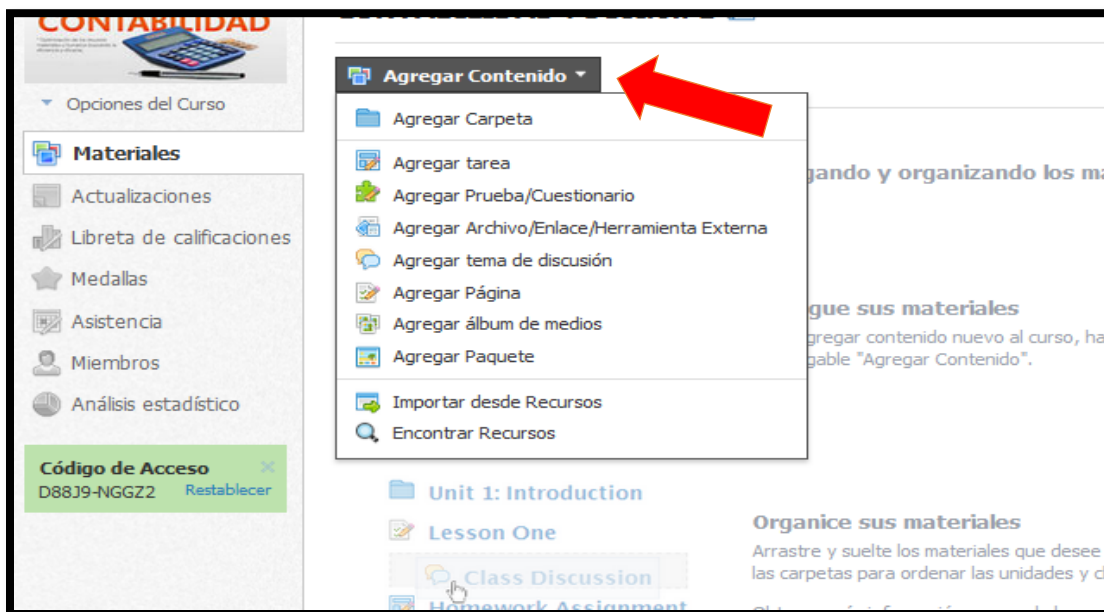 CONTABILIDAD
Opciones del Curso
Materiales
Actualizaciones
Libreta de calificaciones
Medallas
Asistencia
Miembros
Análisis estadístico
Código de Acceso
D88J9-NGGZ2 Restablecer
Agregar Contenido
Agregar Carpeta
Agregar tarea
Agregar Prueba/Cuestionario
Agregar Archivo/Enlace/Herramienta Externa
Agregar tema de discusión
Agregar Página
Agregar álbum de medios
Agregar Paquete
Importar desde Recursos
Encontrar Recursos
gando y organizando los ma
gue sus materiales
gregar contenido nuevo al curso, ha
gable "Agregar Contenido".
Unit 1: Introduction
Lesson One
Class Discussion
Homework Assignment
Organice sus materiales
Arrastre y suelte los materiales que desee
las carpetas para ordenar las unidades y cl